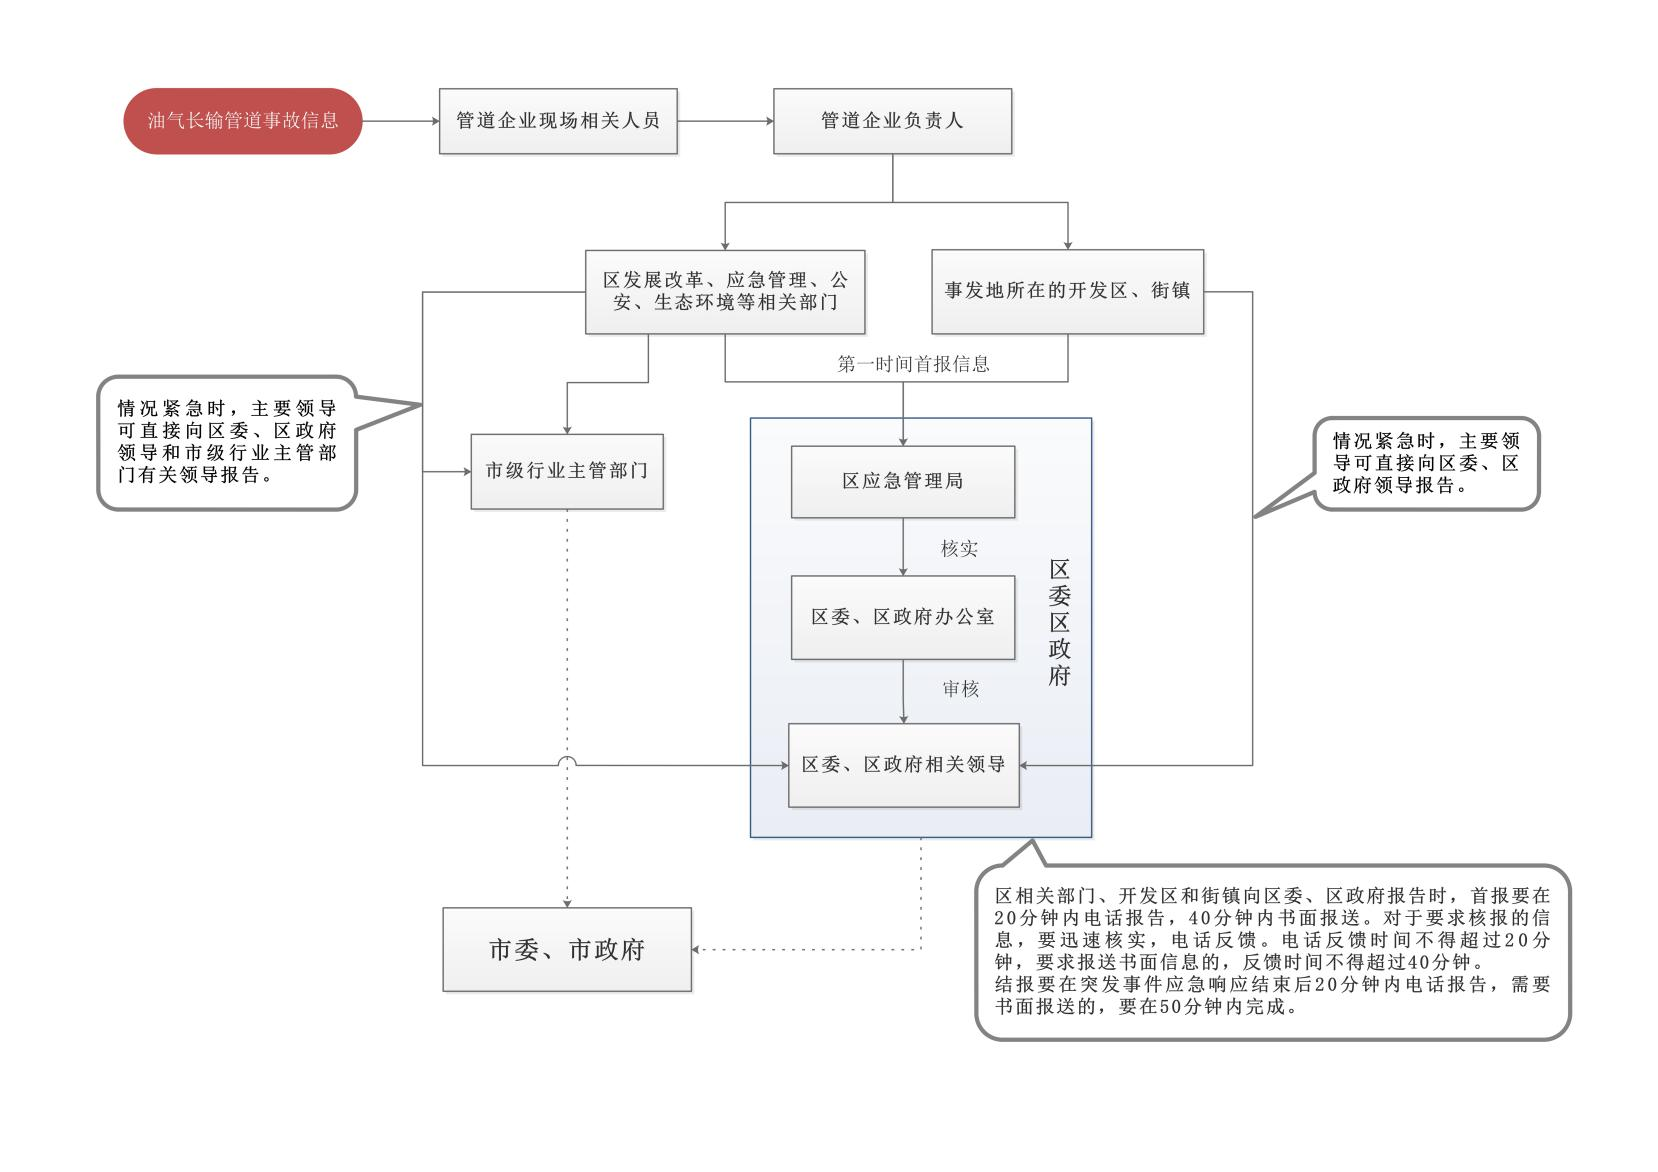 油气长输管道事故信息
管道企业现场相关人员
管道企业负责人
区发展改革、应急管理、公
安、生态环境等相关部门
事发地所在的开发区、街镇
第一时间首报信息
情况紧急时，主要领导
可直接向区委、区政府
领导和市级行业主管部
门有关领导报告。
市级行业主管部门
区应急管理局
情况紧急时，主要领
导可直接向区委、区
政府领导报告。
核实
区委区政府
区委、区政府办公室
审核
区委、区政府相关领导
市委、市政府
区相关部门、开发区和街镇向区委、区政府报告时，首报要在
20分钟内电话报告，40分钟内书面报送。对于要求核报的信
息，要迅速核实，电话反馈。电话反馈时间不得超过20分
钟，要求报送书面信息的，反馈时间不得超过40分钟。
结报要在突发事件应急响应结束后20分钟内电话报告，需要
书面报送的，要在50分钟内完成。